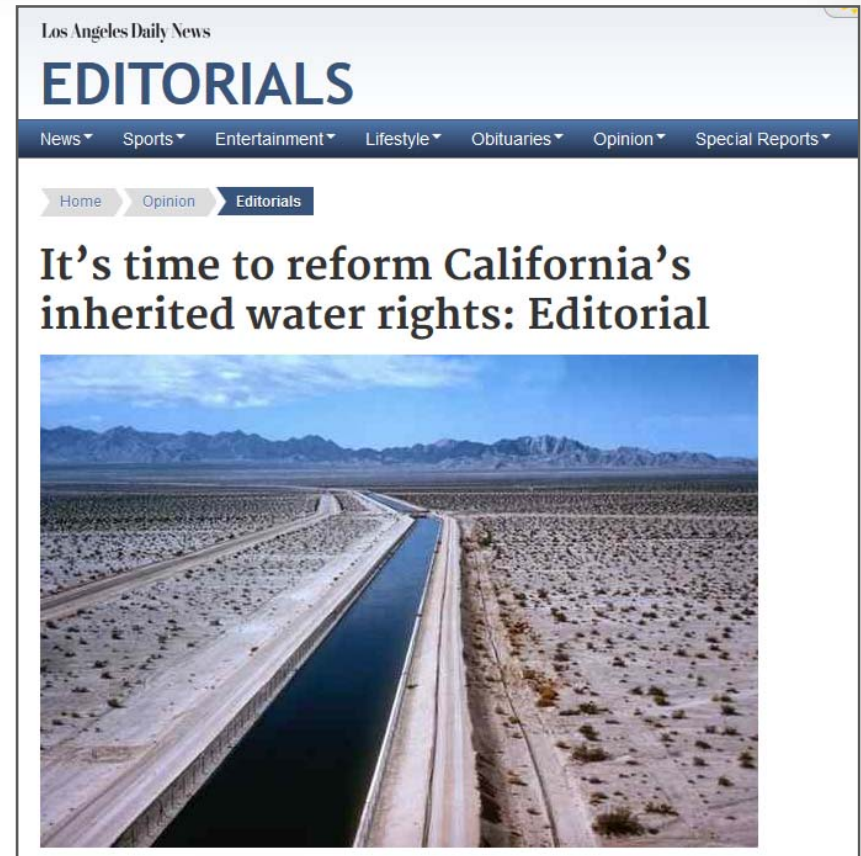 Los Angeles Daily News
EDITORIALS
News Sports Entertainment Lifestyle Obituaries Opinion Special Reports
Home Opinion Editorials
It’s time to reform California’s
inherited water rights: Editorial